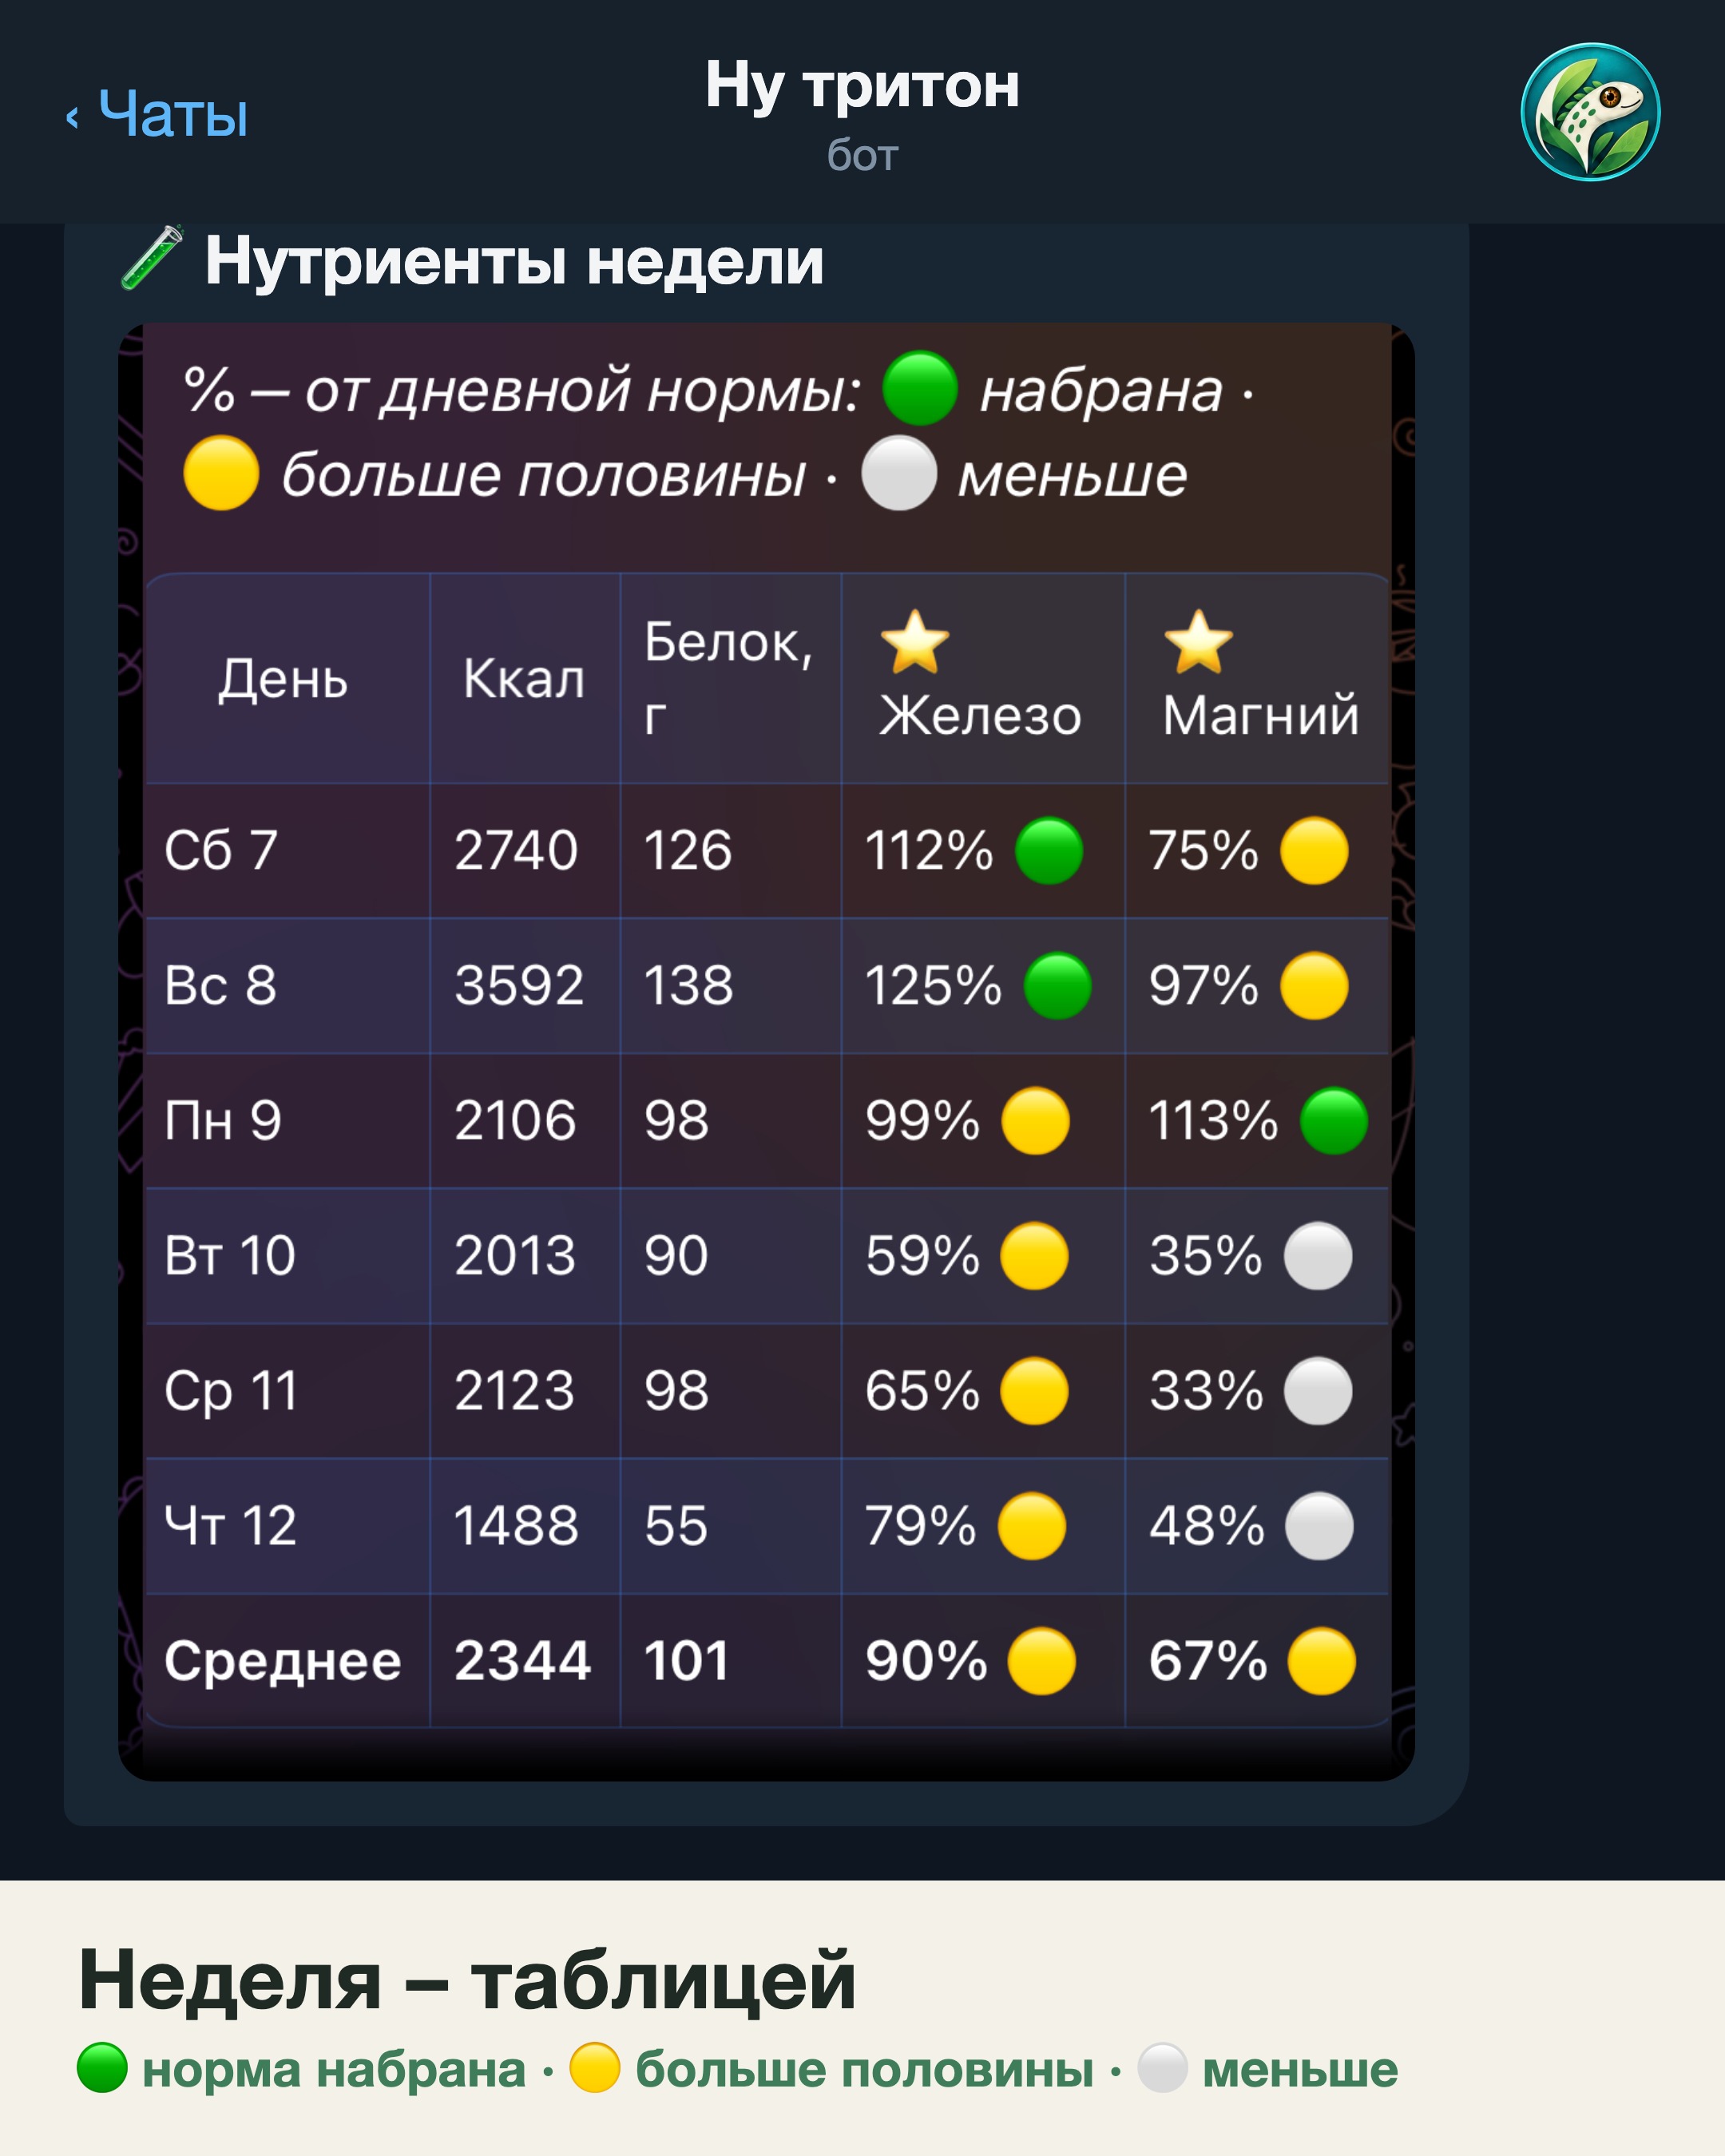 ‹ Чаты
Ну тритон
бот
🧪 Нутриенты недели
% — от дневной нормы: 🟢 набрана ·
🟡 больше половины · ⚪ меньше
День Ккал Белок, г ⭐ Железо ⭐ Магний
Сб 7 2740 126 112% 🟢 75% 🟡
Вс 8 3592 138 125% 🟢 97% 🟡
Пн 9 2106 98 99% 🟡 113% 🟢
Вт 10 2013 90 59% 🟡 35% ⚪
Ср 11 2123 98 65% 🟡 33% ⚪
Чт 12 1488 55 79% 🟡 48% ⚪
Среднее 2344 101 90% 🟡 67% 🟡
Неделя – таблицей
🟢 норма набрана · 🟡 больше половины · ⚪ меньше